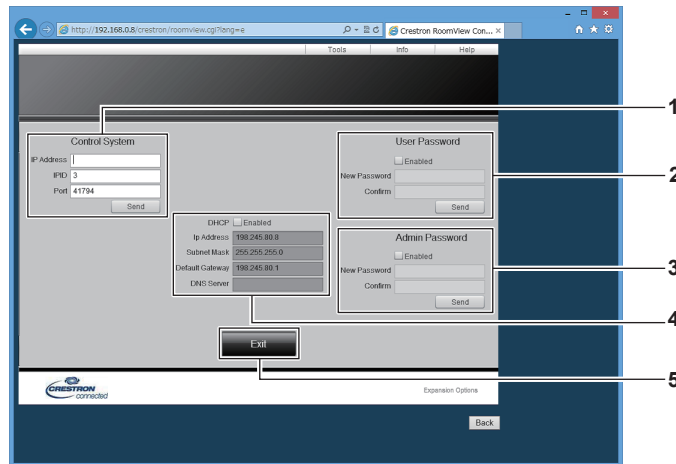 http://192.168.0.8/crestron/roomview.cgi?lang=e
Crestron RoomView Con... ×
Tools Info Help
1
Control System
IP Address
IPID 3
Port 41794
Send
User Password
Enabled
New Password
Confirm
Send
2
DHCP Enabled
Ip Address 198.245.80.8
Subnet Mask 255.255.255.0
Default Gateway 198.245.80.1
DNS Server
Admin Password
Enabled
New Password
Confirm
Send
3
4
Exit
5
CRESTRON
connected
Expansion Options
Back